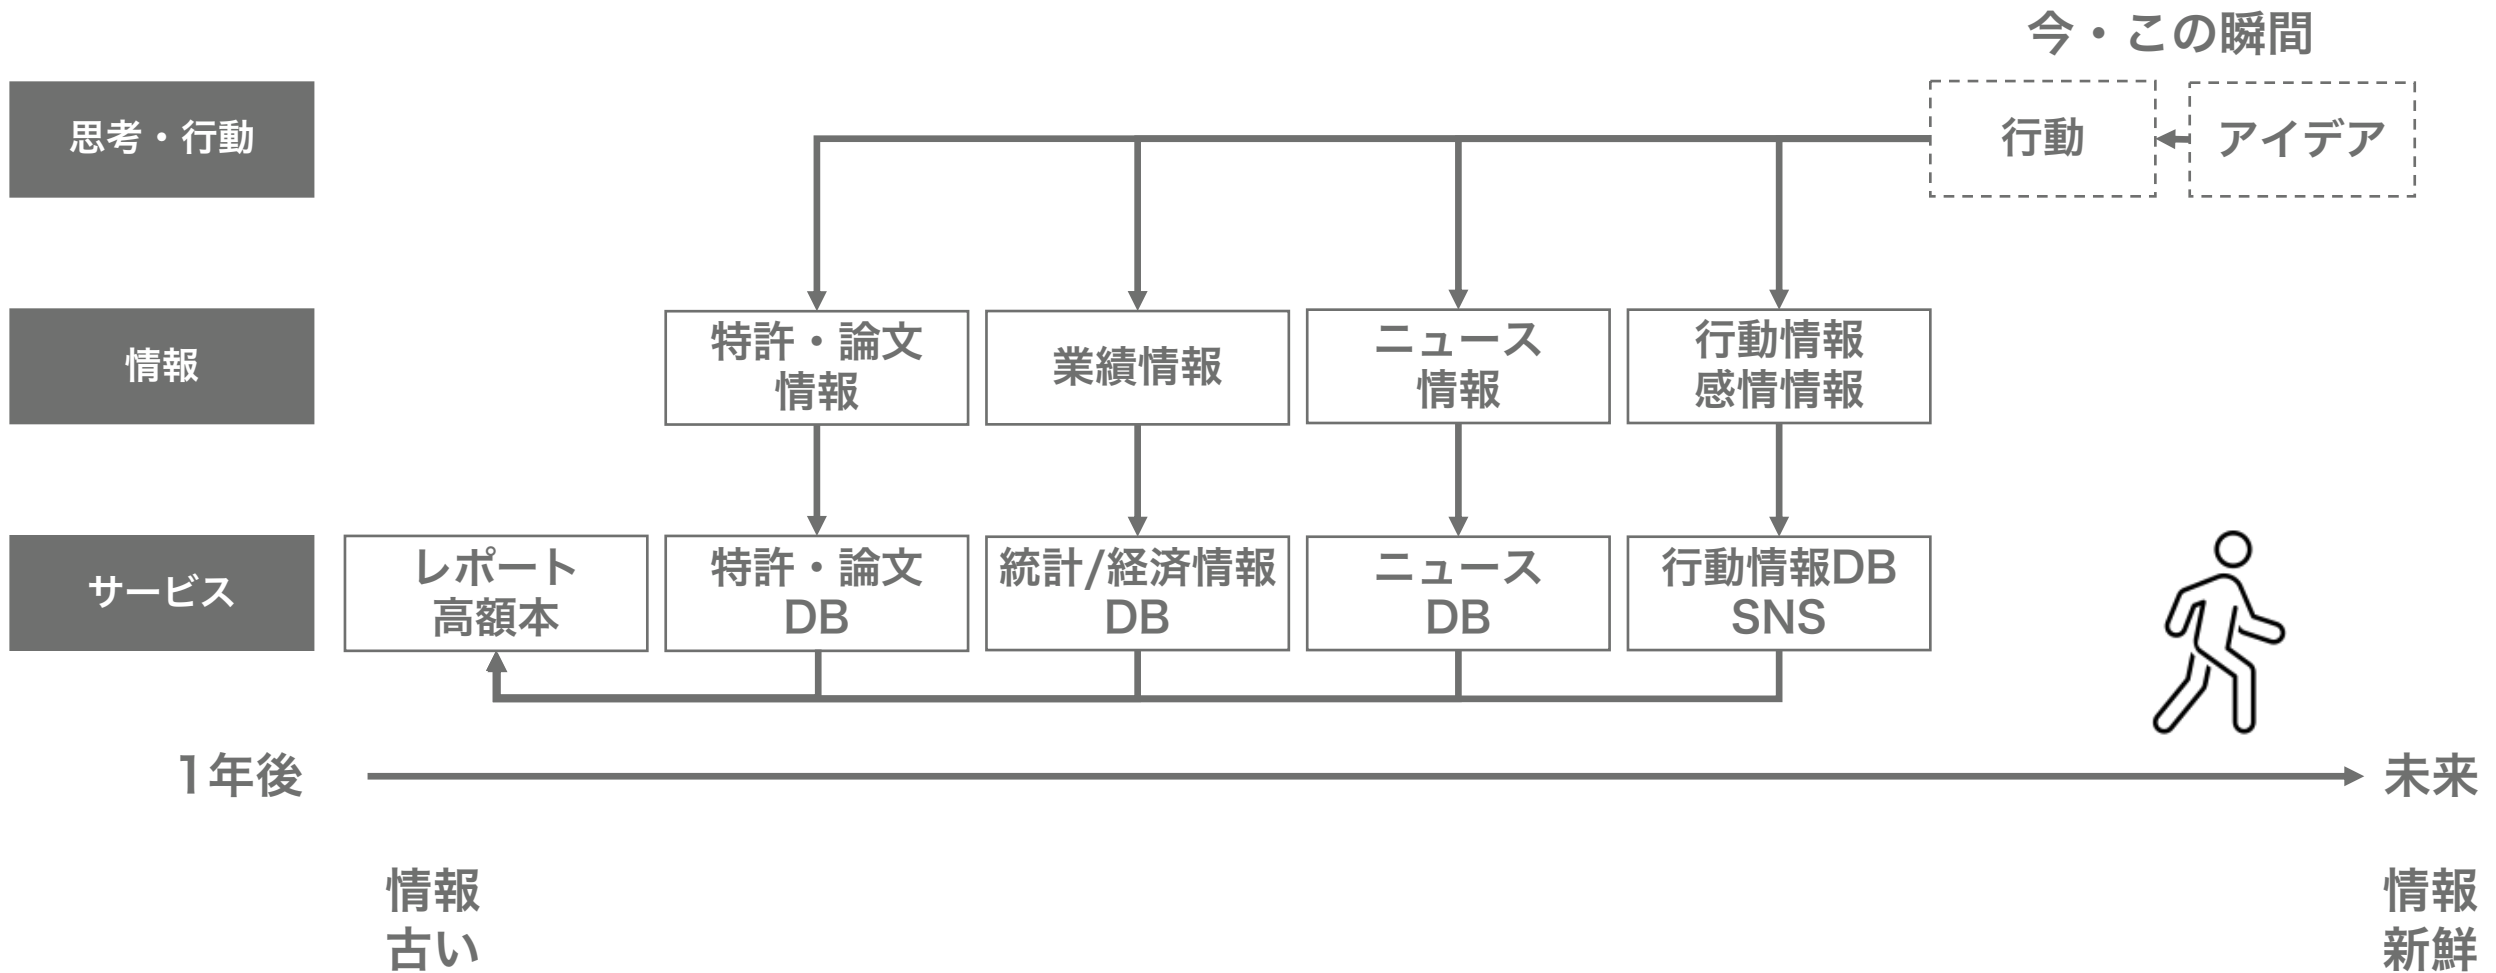 今・この瞬間
思考・行動
行動
アイデア
情報
特許・論文
情報
業績情報
ニュース
行動情報
情報感情情報
サービス
レポート
高額本
特許・論文
DB
統計/経済情報
DB
ニュース
DB
行動情報DB
SNS
1年後
未来
情報
古い
情報
新鮮